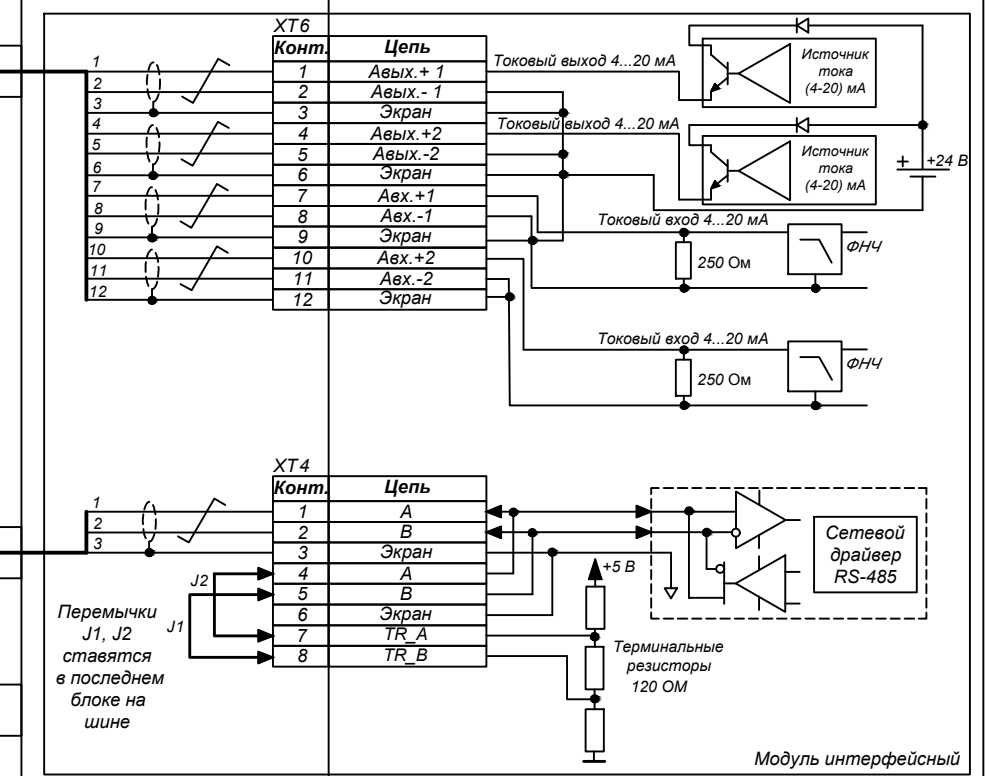 XT6
Конт. Цепь
1 1 Авых.+ 1
2 2 Авых.- 1
3 3 Экран
4 4 Авых.+2
5 5 Авых.-2
6 6 Экран
7 7 Авх.+1
8 8 Авх.-1
9 9 Экран
10 10 Авх.+2
11 11 Авх.-2
12 12 Экран
Токовый выход 4...20 мА
Источник
тока
(4-20) мА
Токовый выход 4...20 мА
Источник
тока
(4-20) мА
+ +24 В
Токовый вход 4...20 мА
250 Ом
ФНЧ
Токовый вход 4...20 мА
250 Ом
ФНЧ
XT4
Конт. Цепь
1 1 A
2 2 B
3 3 Экран
4 A
5 B
6 Экран
7 TR_A
8 TR_B
J2
J1
Перемычки
J1, J2
ставятся
в последнем
блоке на
шине
+5 В
Терминальные
резисторы
120 ОМ
Сетевой
драйвер
RS-485
Модуль интерфейсный